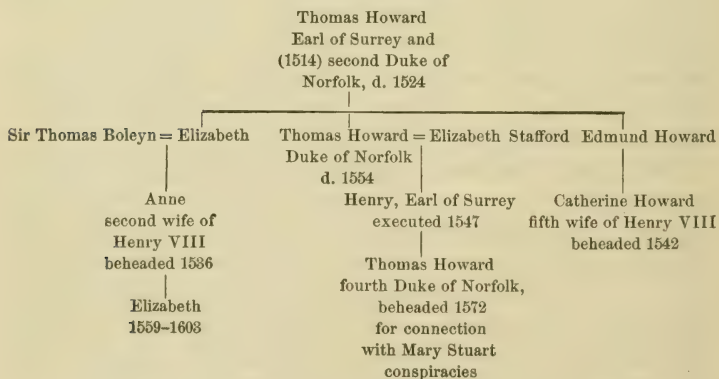 Thomas Howard
Earl of Surrey and
(1514) second Duke of
Norfolk, d. 1524
Sir Thomas Boleyn = Elizabeth
Thomas Howard = Elizabeth Stafford
Edmund Howard
Duke of Norfolk
d. 1554
Anne
second wife of
Henry VIII
beheaded 1536
Henry, Earl of Surrey
executed 1547
Catherine Howard
fifth wife of Henry VIII
beheaded 1542
Elizabeth
1559–1603
Thomas Howard
fourth Duke of Norfolk,
beheaded 1572
for connection
with Mary Stuart
conspiracies